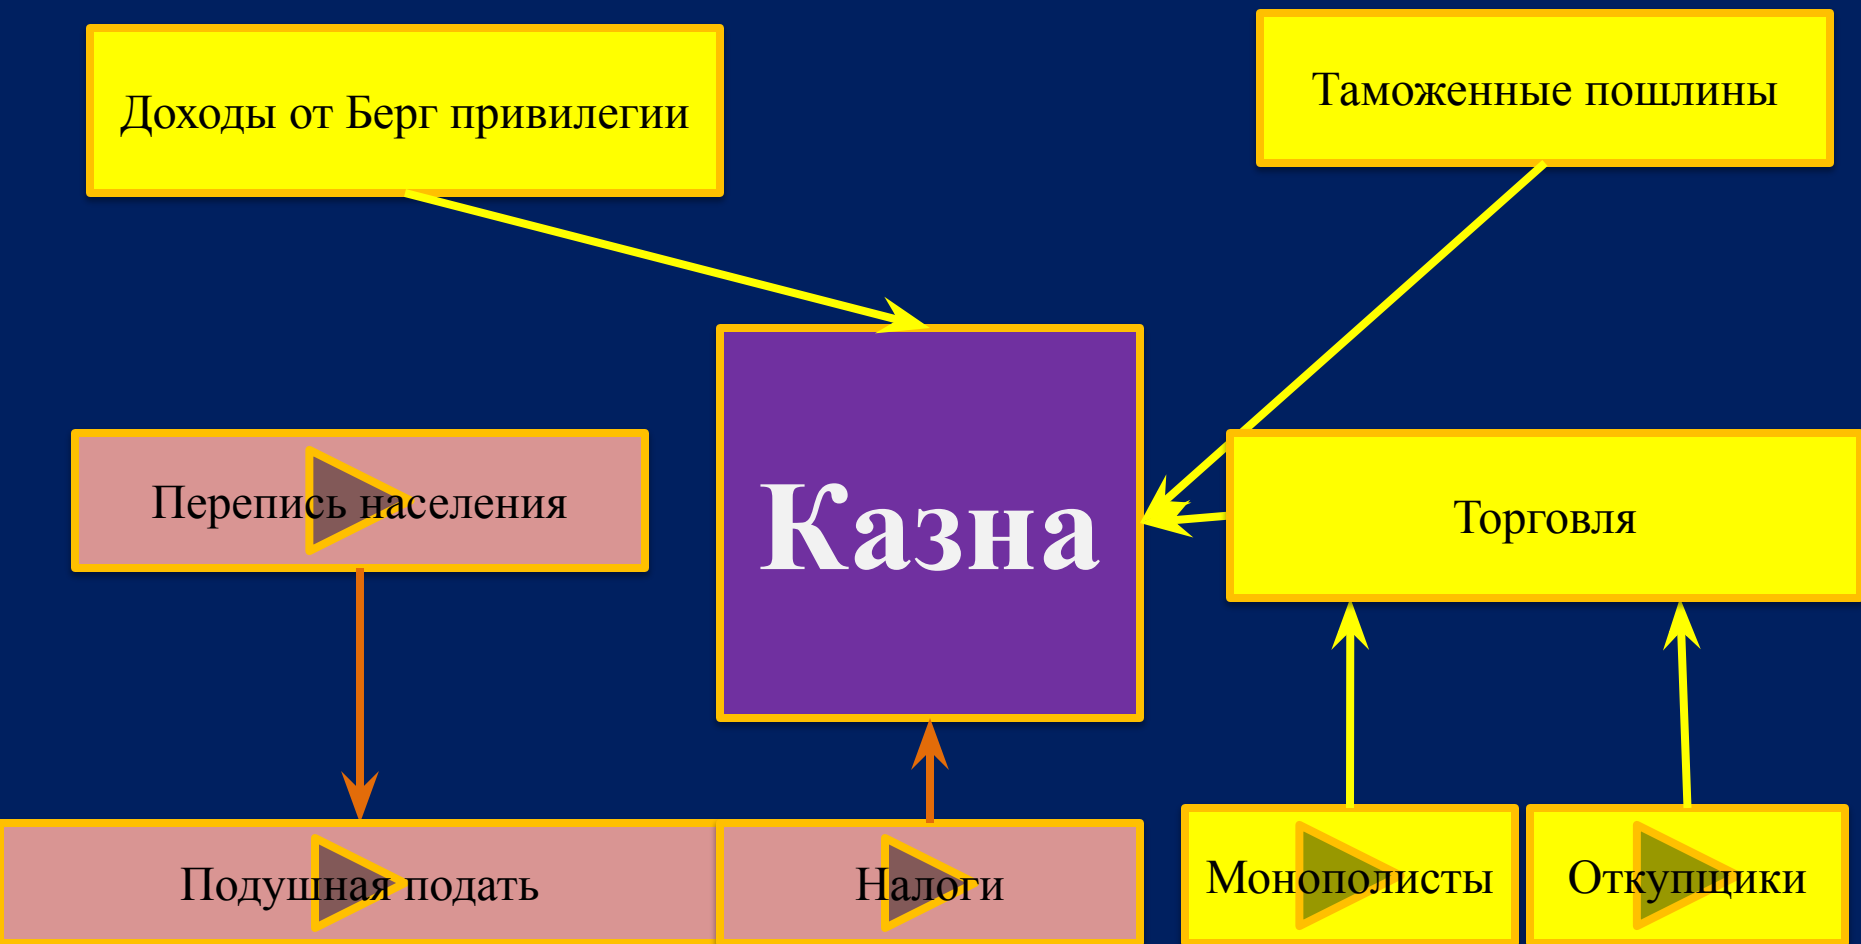 Доходы от Берг привилегии
Таможенные пошлины
Перепись населения
Казна
Торговля
Подушная подать
Налоги
Монополисты
Откупщики